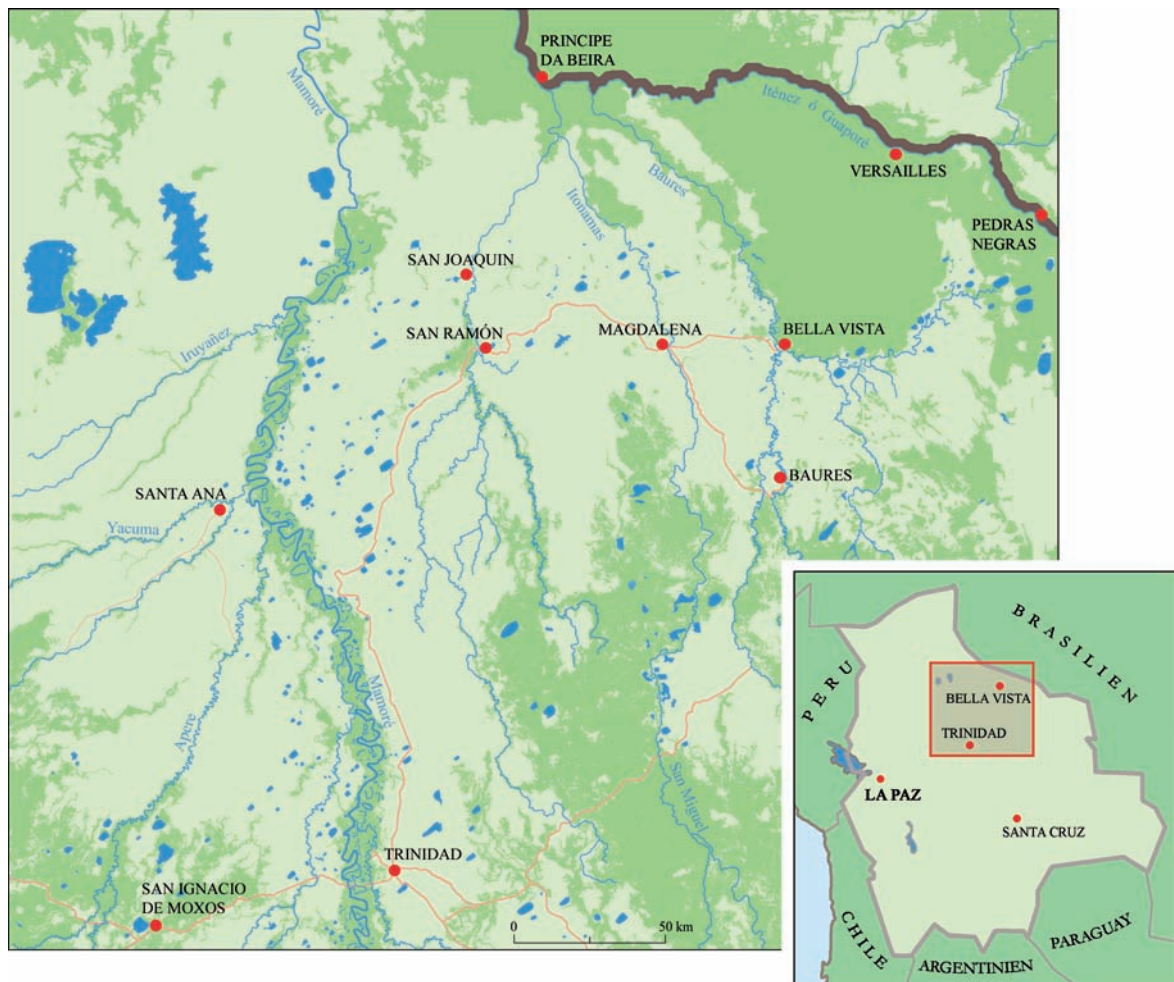 PRINCIPE
DA BEIRA
Mamoré
Iténez ó Guaporé
VERSAILLES
Baures
Itonamas
PEDRAS
NEGRAS
SAN JOAQUIN
SAN RAMÓN
MAGDALENA
BELLA VISTA
Iruyañez
BAURES
SANTA ANA
Yacuma
Apere
Mamoré
San Miguel
TRINIDAD
SAN IGNACIO
DE MOXOS
0
50 km
BRASILIEN
PERU
BELLA VISTA
TRINIDAD
LA PAZ
SANTA CRUZ
CHILE
PARAGUAY
ARGENTINIEN